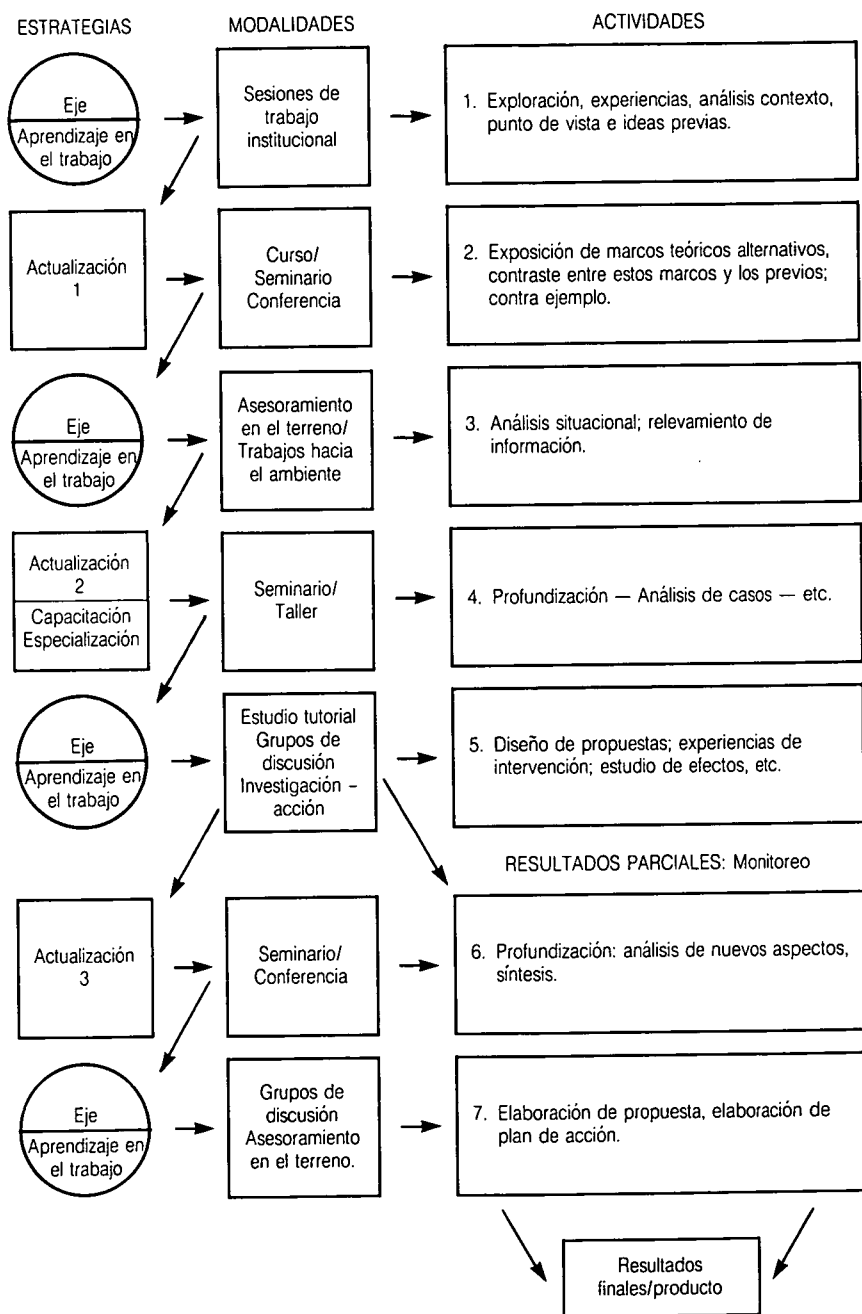 ESTRATEGIAS
MODALIDADES
ACTIVIDADES
Eje
Aprendizaje en
el trabajo
Sesiones de
trabajo
institucional
1. Exploración, experiencias, análisis contexto,
punto de vista e ideas previas.
Actualización
1
Curso/
Seminario
Conferencia
2. Exposición de marcos teóricos alternativos,
contraste entre estos marcos y los previos;
contra ejemplo.
Eje
Aprendizaje en
el trabajo
Asesoramiento
en el terreno/
Trabajos hacia
el ambiente
3. Análisis situacional; relevamiento de
información.
Actualización
2
Capacitación
Especialización
Seminario/
Taller
4. Profundización — Análisis de casos — etc.
Eje
Aprendizaje en
el trabajo
Estudio tutorial
Grupos de
discusión
Investigación –
acción
5. Diseño de propuestas; experiencias de
intervención; estudio de efectos, etc.
RESULTADOS PARCIALES: Monitoreo
Actualización
3
Seminario/
Conferencia
6. Profundización: análisis de nuevos aspectos,
síntesis.
Eje
Aprendizaje en
el trabajo
Grupos de
discusión
Asesoramiento
en el terreno.
7. Elaboración de propuesta, elaboración de
plan de acción.
Resultados
finales/producto